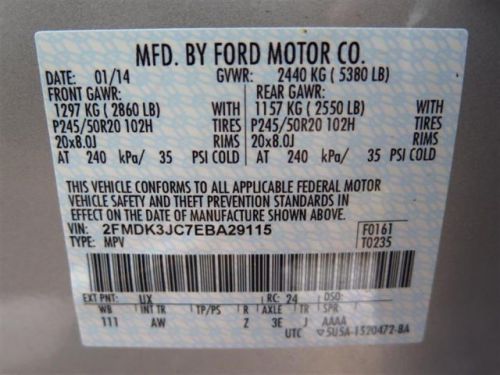 MFD. BY FORD MOTOR CO.
DATE: 01/14 GVWR: 2440 KG ( 5380 LB)
FRONT GAWR: REAR GAWR:
1297 KG ( 2860 LB) WITH 1157 KG ( 2550 LB) WITH
P245/50R20 102H TIRES P245/50R20 102H TIRES
20x8.0J RIMS 20x8.0J RIMS
AT 240 kPa/ 35 PSI COLD AT 240 kPa/ 35 PSI COLD
THIS VEHICLE CONFORMS TO ALL APPLICABLE FEDERAL MOTOR
VEHICLE SAFETY AND THEFT PREVENTION STANDARDS IN
EFFECT ON THE DATE OF MANUFACTURE SHOWN ABOVE.
VIN: 2FMDK3JC7EBA29115 F0161
TYPE: MPV T0235
EXT PNT: UX RC: 24 DSO:
WB INT TR TP/PS R AXLE TR SPR
111 AW Z 3E J AAAA
UTC SU5A-1520472-BA